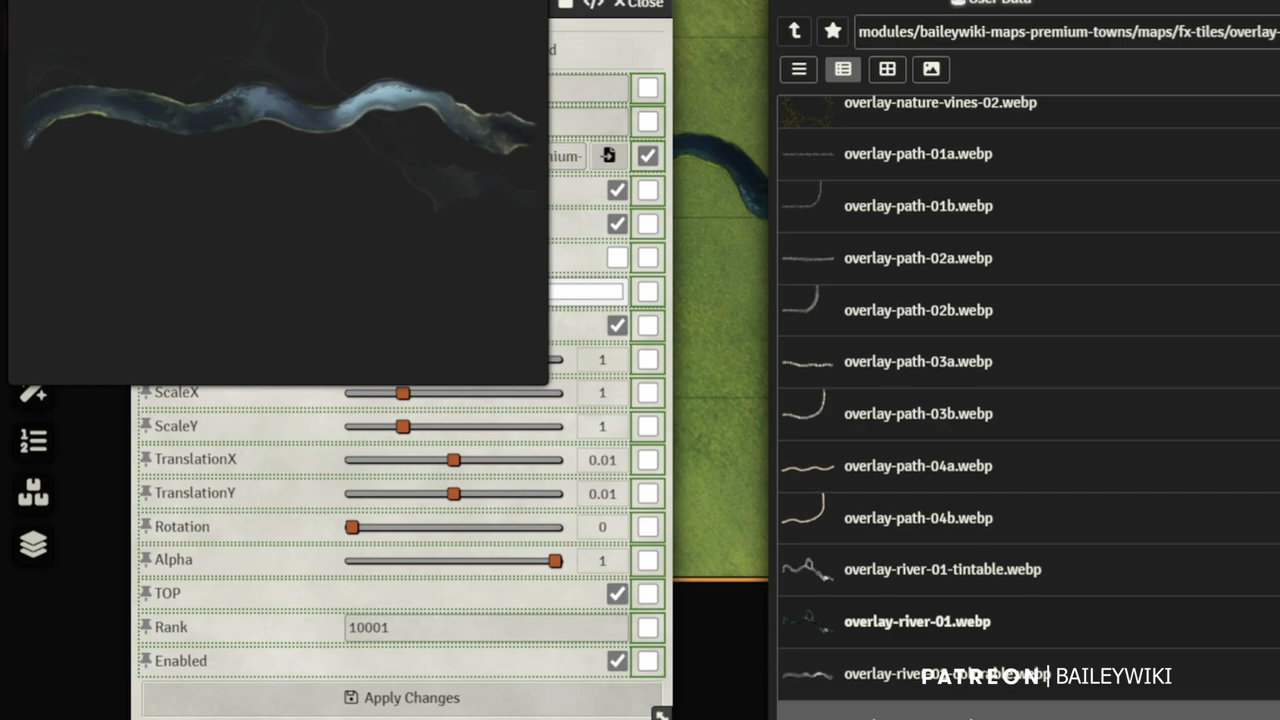 Close
User Data
modules/baileywiki-maps-premium-towns/maps/fx-tiles/overlay-
d
ium-
1
ScaleX 1
ScaleY 1
TranslationX 0.01
TranslationY 0.01
Rotation 0
Alpha 1
TOP
Rank 10001
Enabled
Apply Changes
overlay-nature-vines-02.webp
overlay-path-01a.webp
overlay-path-01b.webp
overlay-path-02a.webp
overlay-path-02b.webp
overlay-path-03a.webp
overlay-path-03b.webp
overlay-path-04a.webp
overlay-path-04b.webp
overlay-river-01-tintable.webp
overlay-river-01.webp
PATREON | BAILEYWIKI